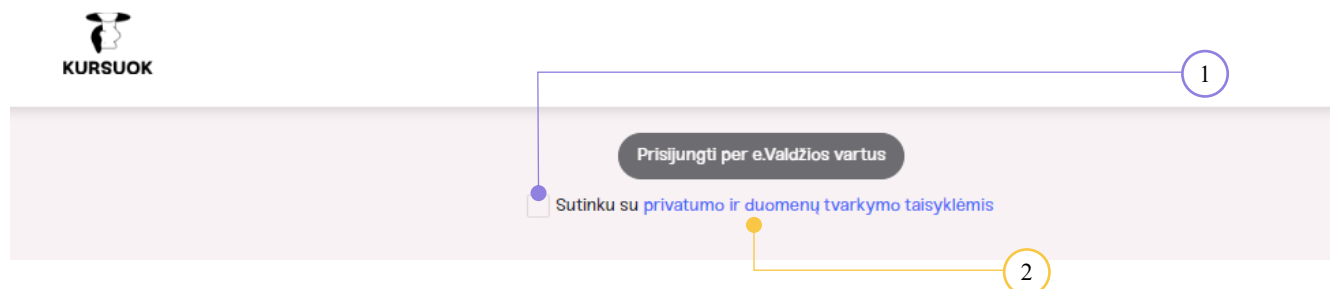 KURSUOK
1
Prisijungti per e.Valdžios vartus
Sutinku su privatumo ir duomenų tvarkymo taisyklėmis
2